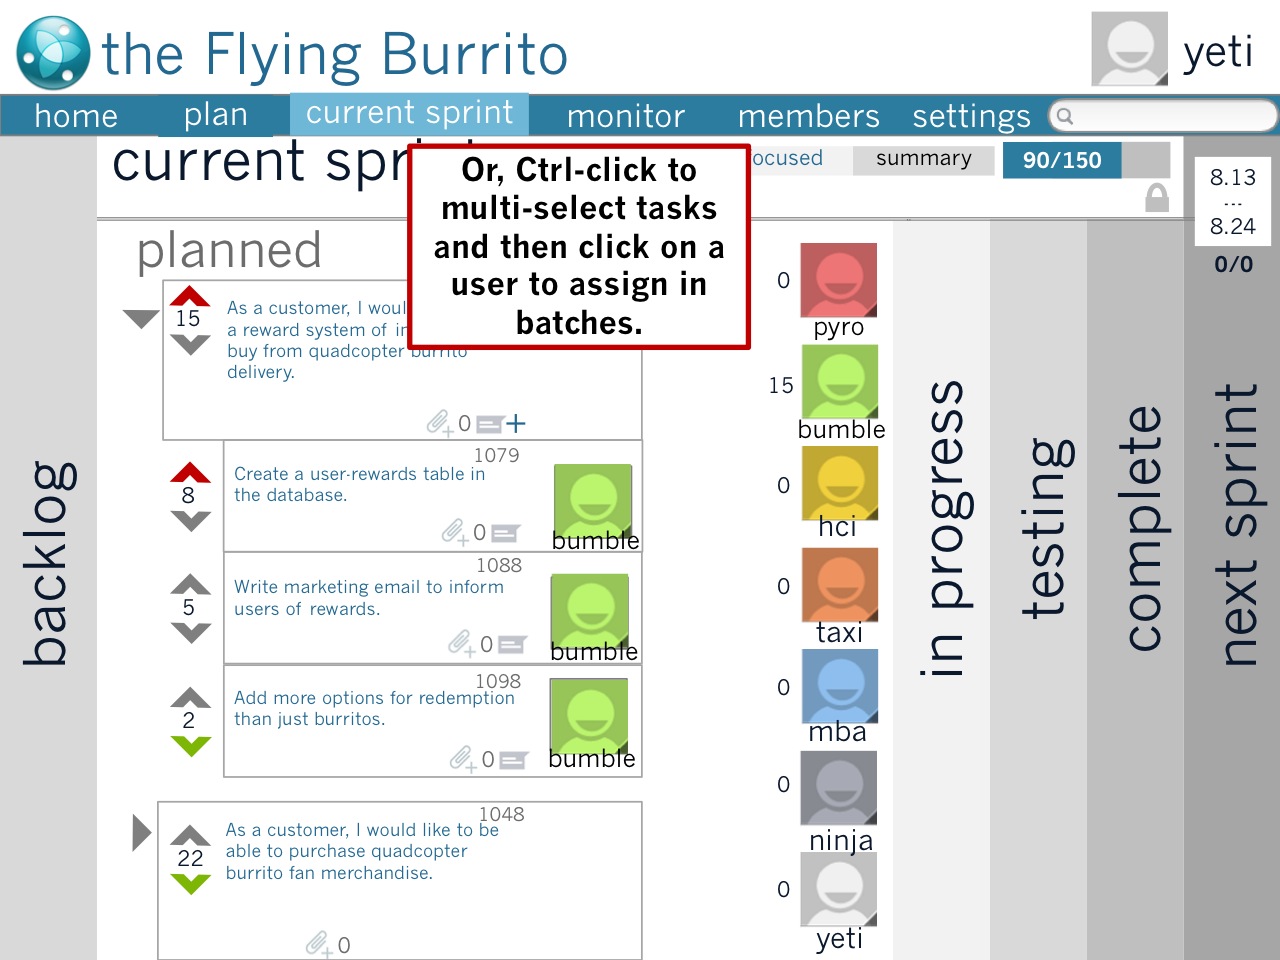 the Flying Burrito
yeti
home
plan
current sprint
monitor
members
settings
current spr
Or, Ctrl-click to
multi-select tasks
and then click on a
user to assign in
batches.
ocused
summary
90/150
8.13
...
8.24
0/0
backlog
planned
15
As a customer, I woul
a reward system of in
buy from quadcopter burrito
delivery.
0
1079
8
Create a user-rewards table in
the database.
0
bumble
1088
5
Write marketing email to inform
users of rewards.
0
bumble
1098
2
Add more options for redemption
than just burritos.
0
bumble
1048
22
As a customer, I would like to be
able to purchase quadcopter
burrito fan merchandise.
0
0
pyro
15
bumble
0
hci
0
taxi
0
mba
0
ninja
0
yeti
in progress
testing
complete
next sprint